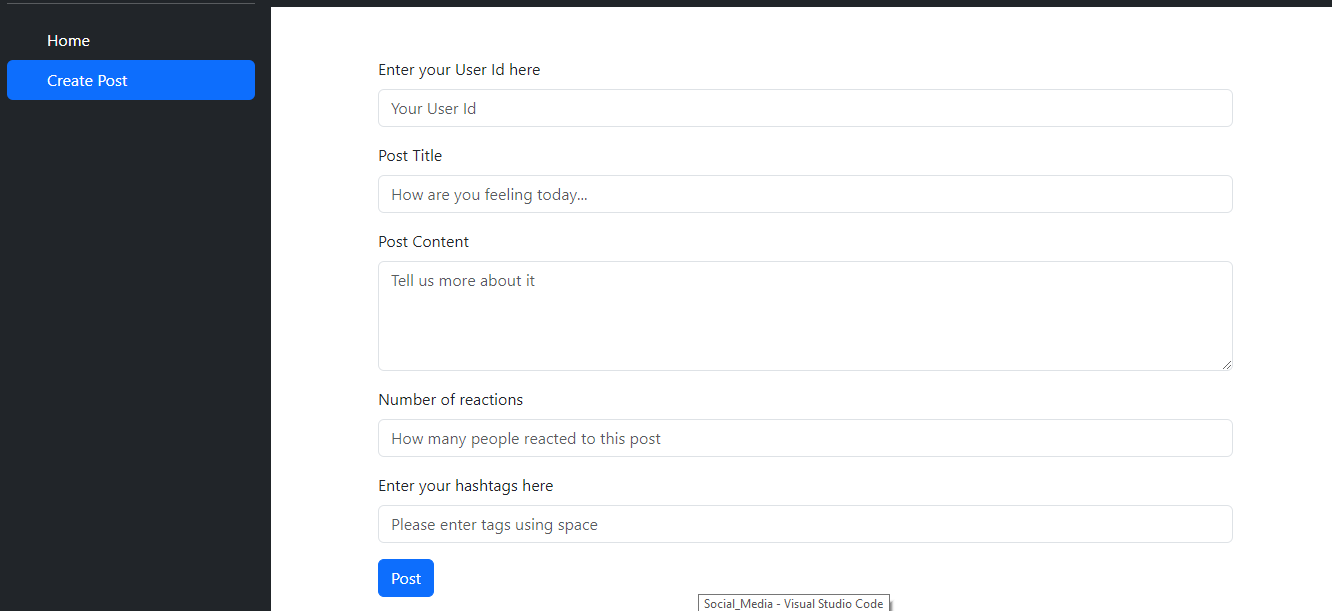 Home
Create Post
Enter your User Id here
Your User Id
Post Title
How are you feeling today...
Post Content
Tell us more about it
Number of reactions
How many people reacted to this post
Enter your hashtags here
Please enter tags using space
Post
Social_Media - Visual Studio Code